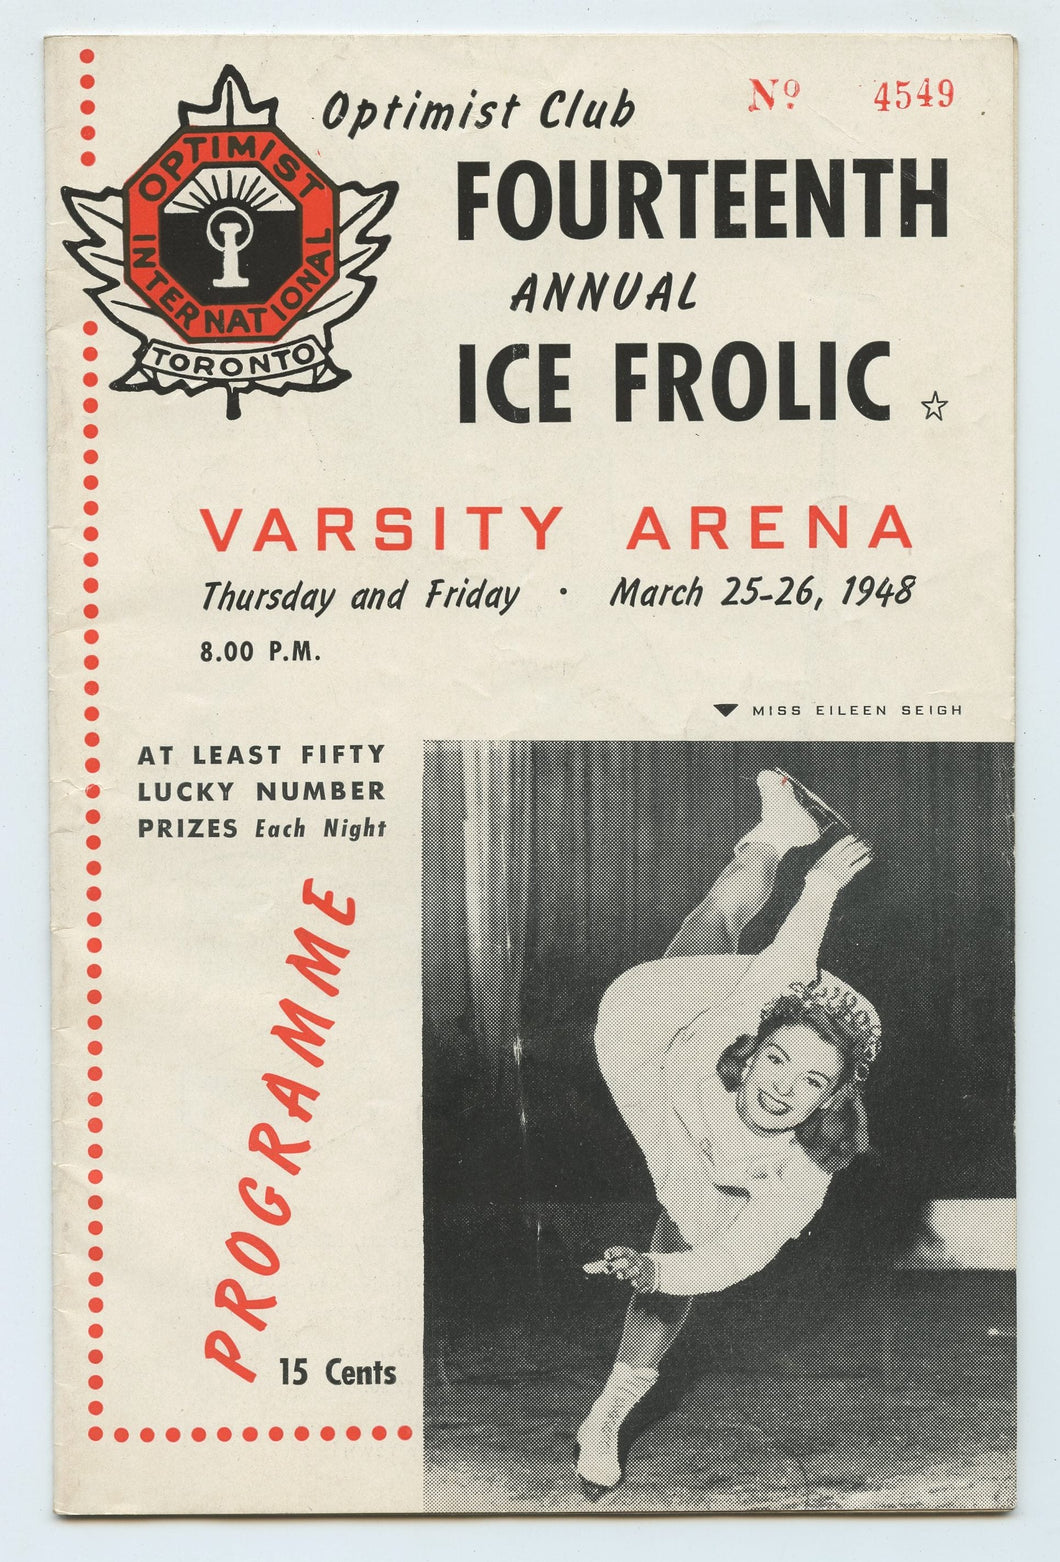 OPTIMIST
INTERNATIONAL
TORONTO
Optimist Club
Nº 4549
FOURTEENTH
ANNUAL
ICE FROLIC
VARSITY ARENA
Thursday and Friday · March 25-26, 1948
8.00 P.M.
MISS EILEEN SEIGH
AT LEAST FIFTY
LUCKY NUMBER
PRIZES Each Night
PROGRAMME
15 Cents